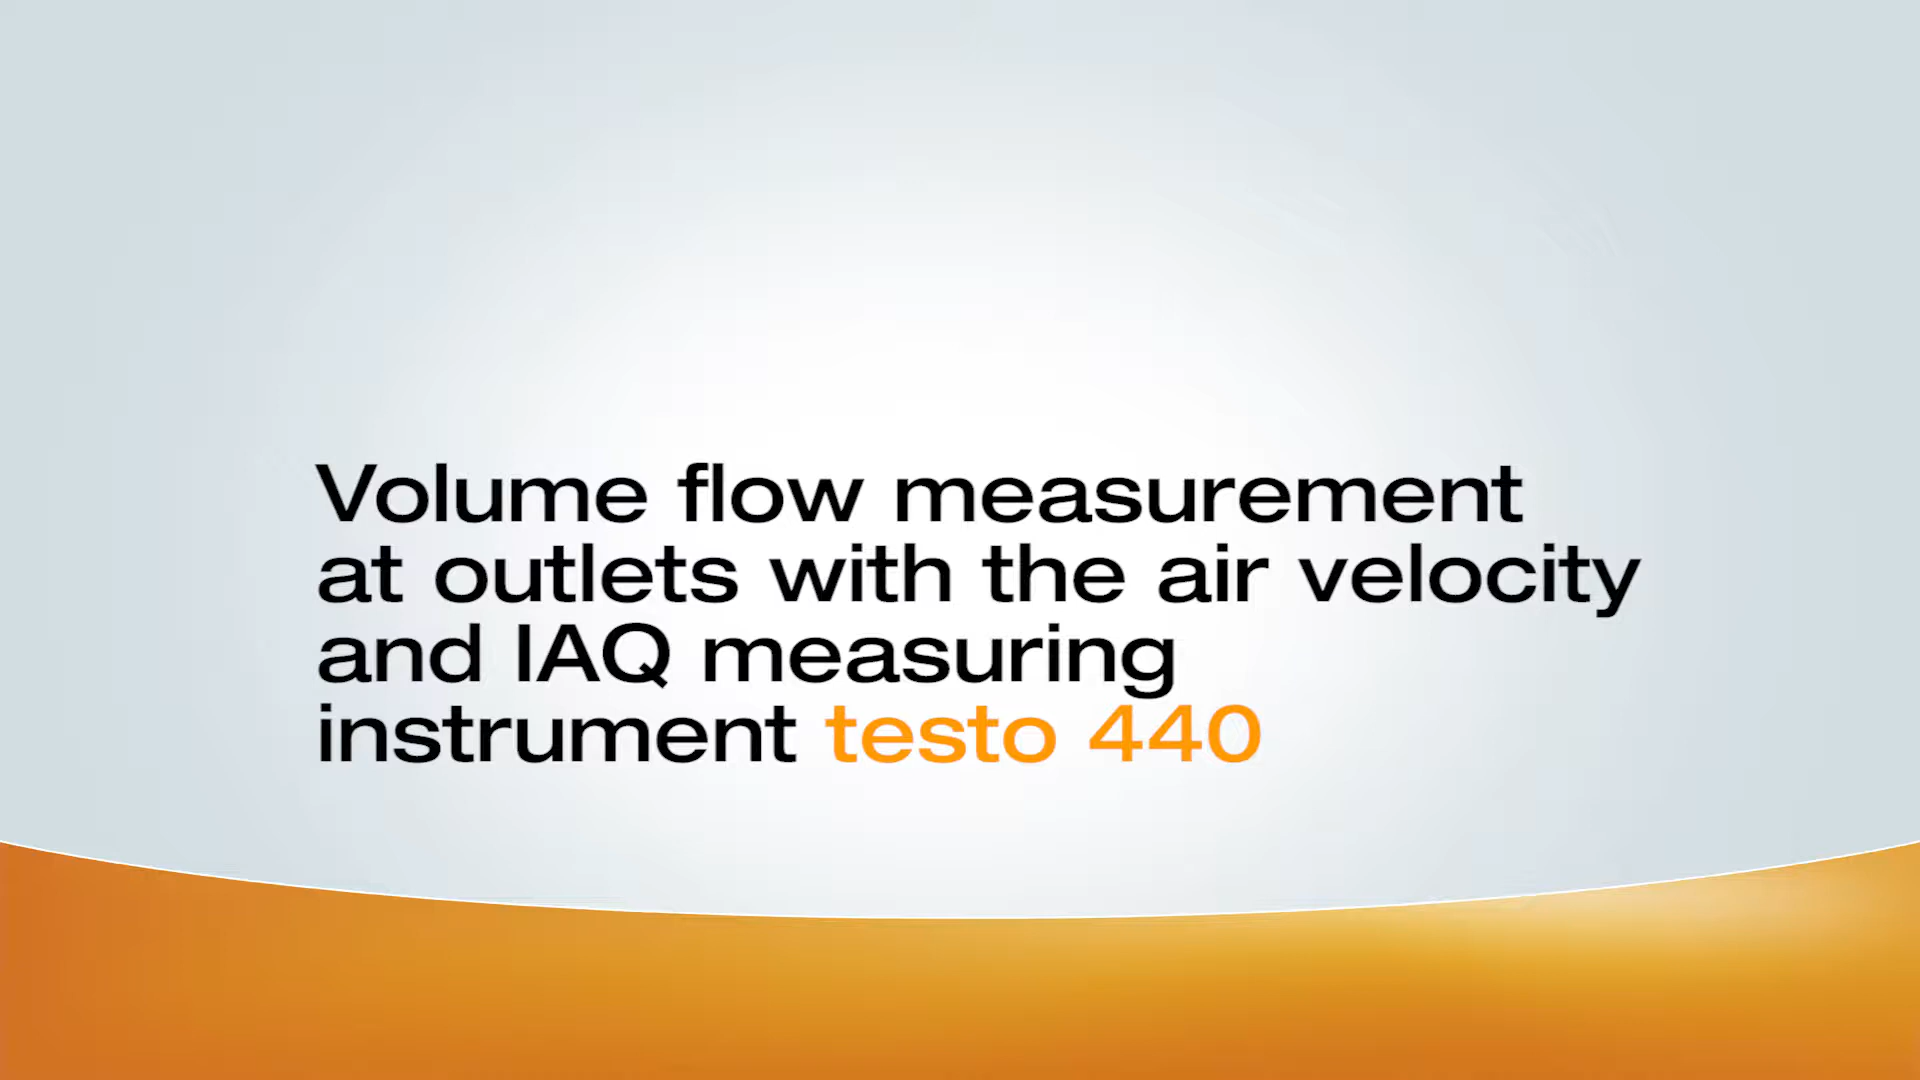 Volume flow measurement
at outlets with the air velocity
and IAQ measuring
instrument testo 440